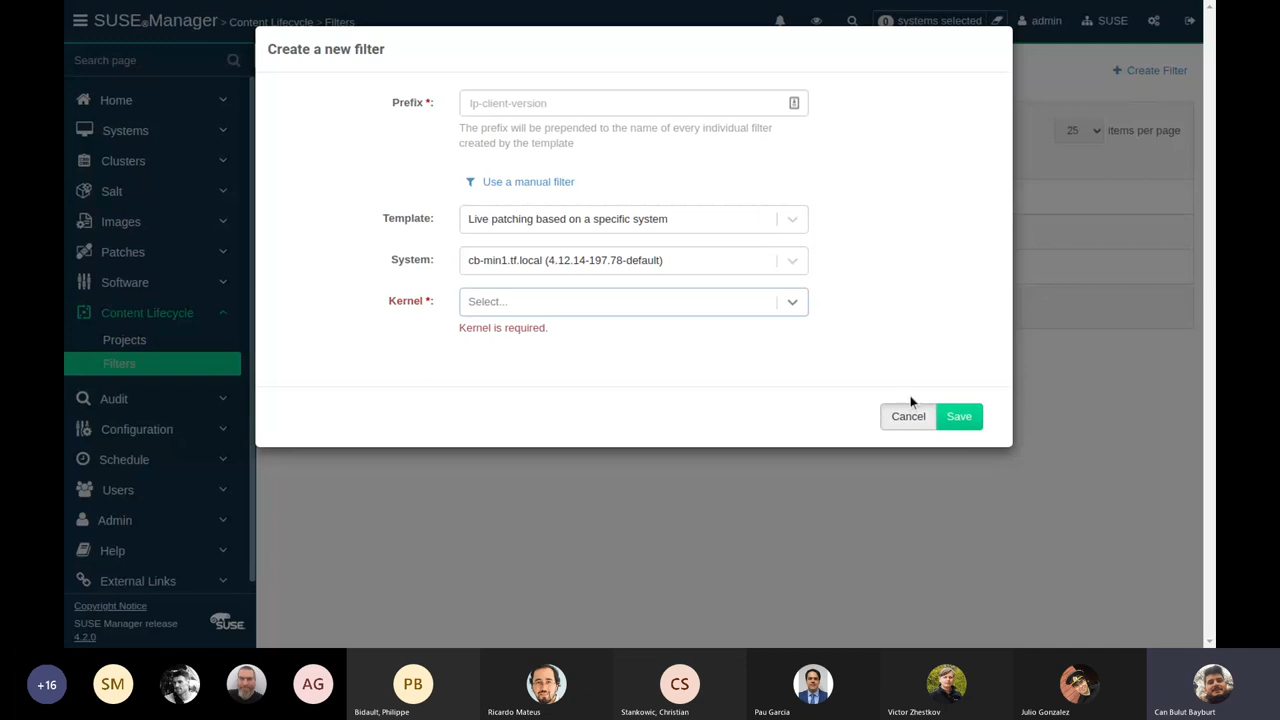 SUSE®Manager > Content Lifecycle > Filters
0 systems selected
admin
SUSE
Search page
Home
Systems
Clusters
Salt
Images
Patches
Software
Content Lifecycle
Projects
Filters
Audit
Configuration
Schedule
Users
Admin
Help
External Links
Copyright Notice
SUSE Manager release
4.2.0
SUSE
Create Filter
25 items per page
Create a new filter
Prefix *:
lp-client-version
The prefix will be prepended to the name of every individual filter
created by the template
Use a manual filter
Template:
Live patching based on a specific system
System:
cb-min1.tf.local (4.12.14-197.78-default)
Kernel *:
Select...
Kernel is required.
Cancel
Save
+16
SM
AG
PB
Bidault, Philippe
Ricardo Mateus
CS
Stankovic, Christian
Pau Garcia
Victor Zhestkov
Julio Gonzalez
Can Bulut Bayburt